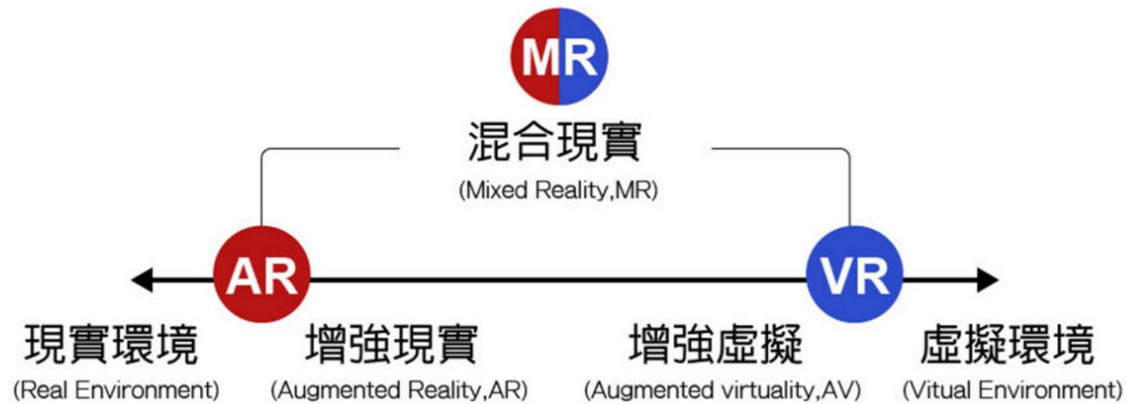 MR
混合現實
(Mixed Reality,MR)
AR
VR
現實環境
增強現實
增強虛擬
虛擬環境
(Real Environment)
(Augmented Reality,AR)
(Augmented virtuality,AV)
(Vitual Environment)